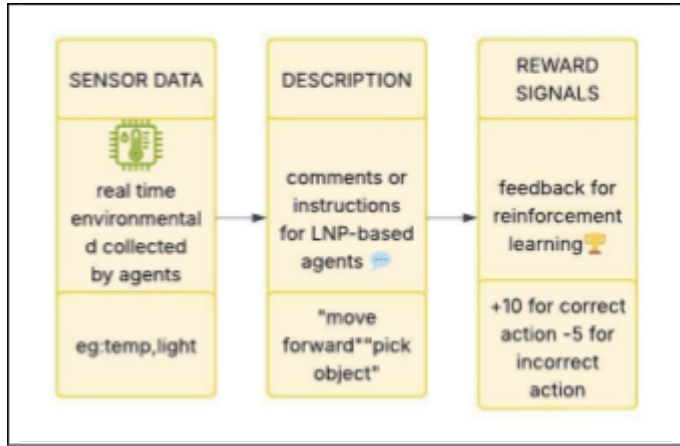 SENSOR DATA
real time
environmental
d collected
by agents
eg:temp,light
DESCRIPTION
comments or
instructions
for LNP-based
agents
"move
forward""pick
object"
REWARD
SIGNALS
feedback for
reinforcement
learning
+10 for correct
action -5 for
incorrect
action